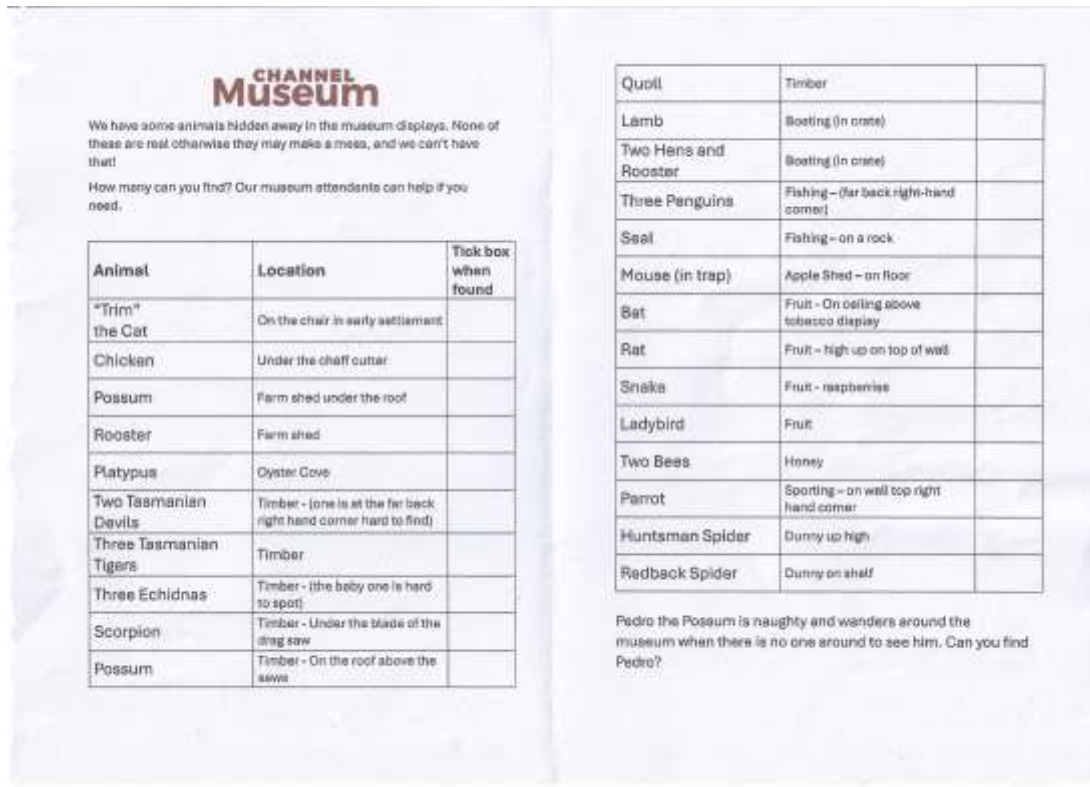 CHANNEL
Museum
We have some animals hidden away in the museum displays. None of
these are real otherwise they may make a mess, and we can't have
that!
How many can you find? Our museum attendants can help if you
need.
Animal Location Tick box
when
found
"Trim"
the Cat On the chair in early settlement
Chicken Under the chaff cutter
Possum Farm shed under the roof
Rooster Farm shed
Platypus Oyster Cove
Two Tasmanian
Devils Timber - (one is at the far back
right hand corner hard to find)
Three Tasmanian
Tigers Timber
Three Echidnas Timber - (the baby one is hard
to spot)
Scorpion Timber - Under the blade of the
drag saw
Possum Timber - On the roof above the
saws
Quoll Timber
Lamb Boating (in crate)
Two Hens and
Rooster Boating (in crate)
Three Penguins Fishing – (far back right-hand
corner)
Seal Fishing – on a rock
Mouse (in trap) Apple Shed – on floor
Bat Fruit - On ceiling above
tobacco display
Rat Fruit – high up on top of wall
Snake Fruit - raspberries
Ladybird Fruit
Two Bees Honey
Parrot Sporting – on wall top right
hand corner
Huntsman Spider Dunny up high
Redback Spider Dunny on shelf
Pedro the Possum is naughty and wanders around the
museum when there is no one around to see him. Can you find
Pedro?